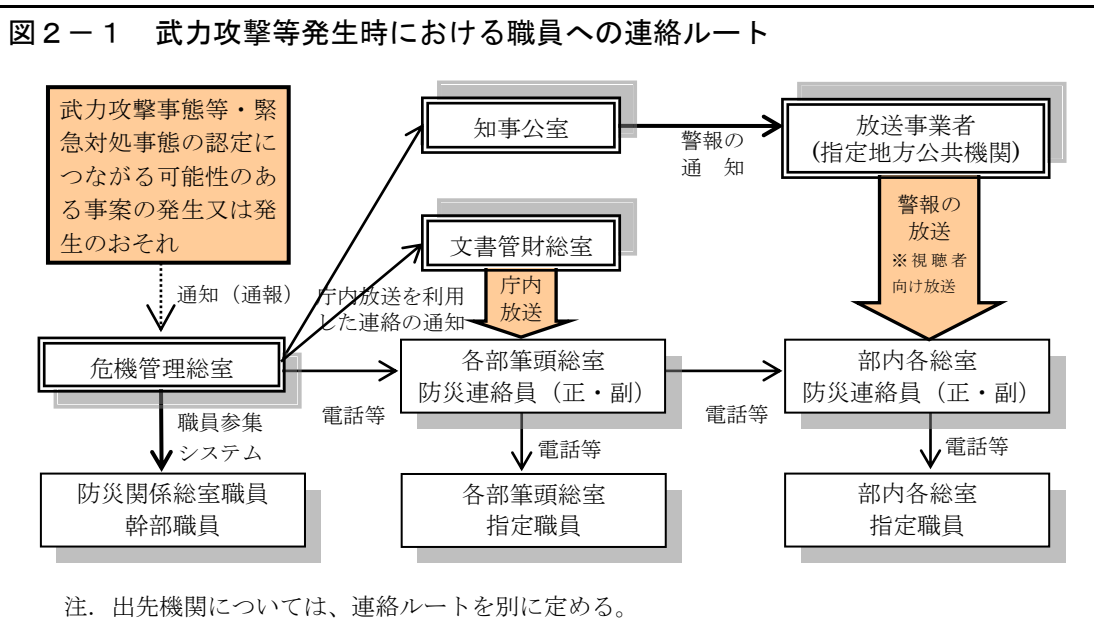 図２－１　武力攻撃等発生時における職員への連絡ルート
武力攻撃事態等・緊
急対処事態の認定に
つながる可能性のあ
る事案の発生又は発
生のおそれ
知事公室
警報の
通　知
放送事業者
(指定地方公共機関)
文書管財総室
警報の
放送
※視聴者
向け放送
通知（通報）
庁内放送を利用
した連絡の通知
庁内
放送
危機管理総室
電話等
各部筆頭総室
防災連絡員（正・副）
電話等
部内各総室
防災連絡員（正・副）
職員参集
システム
電話等
電話等
防災関係総室職員
幹部職員
各部筆頭総室
指定職員
部内各総室
指定職員
注．出先機関については、連絡ルートを別に定める。